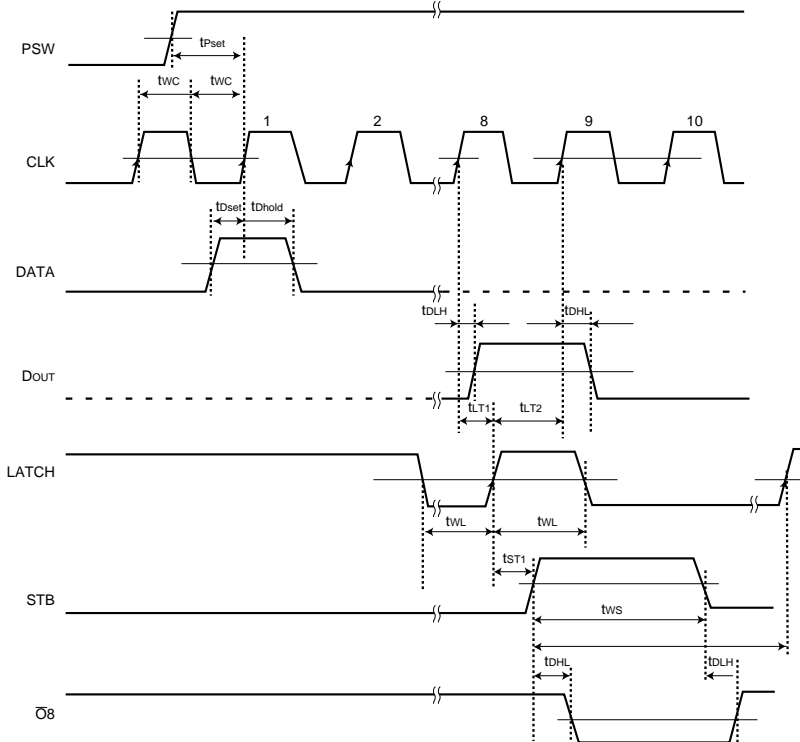 PSW
tPset
tWC tWC
1 2 8 9 10
CLK
tDset tDhold
DATA
tDLH tDHL
DOUT
tLT1 tLT2
LATCH
tWL tWL
tST1
STB
tWS
tDHL tDLH
O̅8